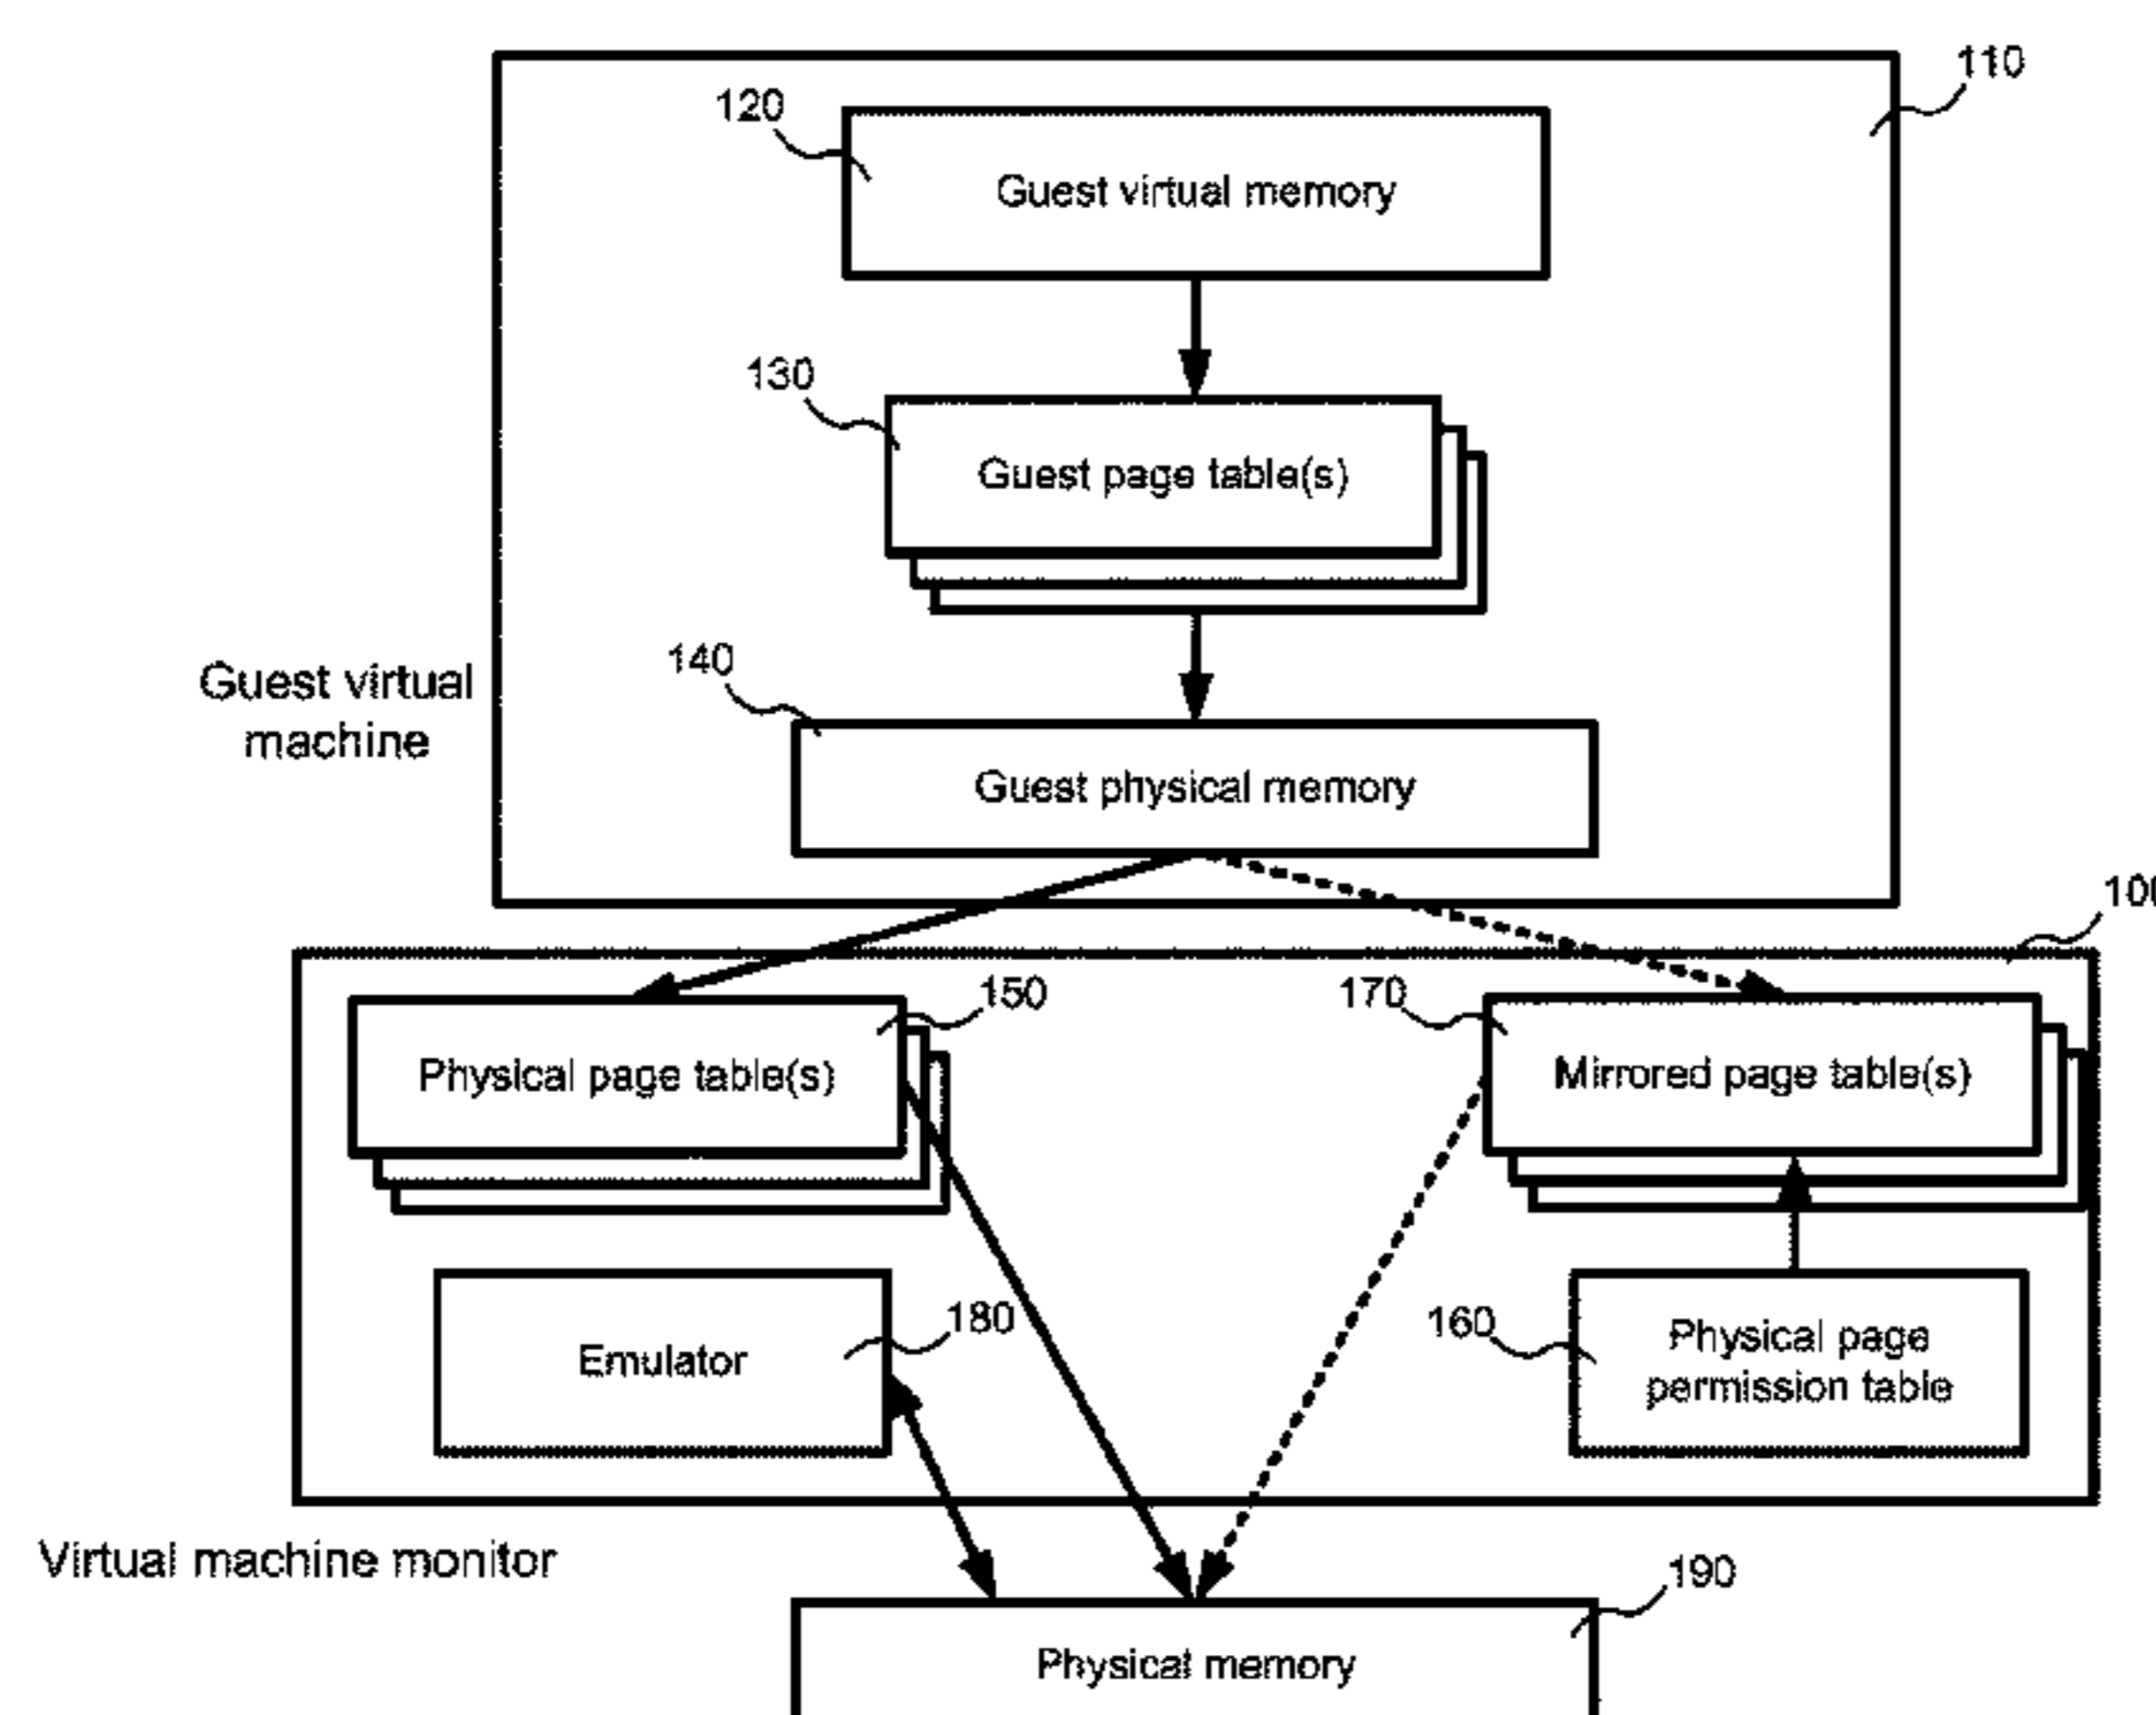 110
120
Guest virtual memory
130
Guest page table(s)
140
Guest virtual
machine
Guest physical memory
100
150
170
Physical page table(s)
Mirrored page table(s)
180
160
Emulator
Physical page
permission table
Virtual machine monitor
190
Physical memory